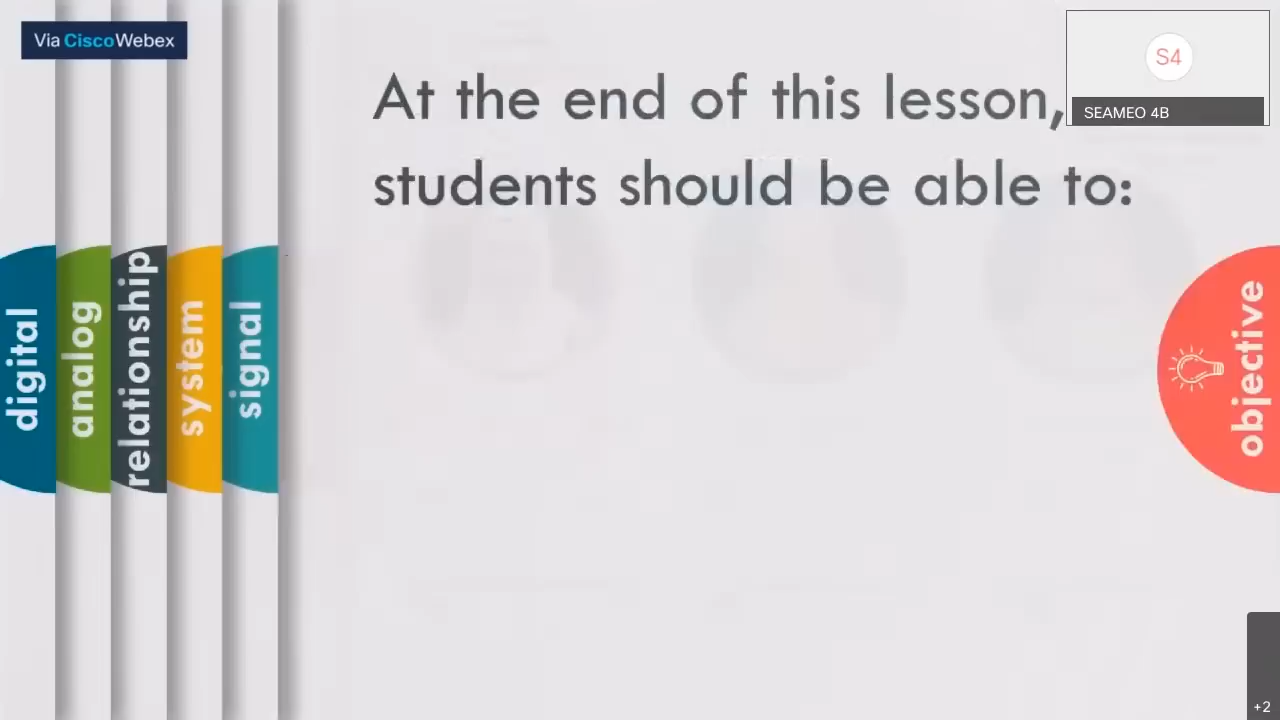 Via CiscoWebex
At the end of this lesson,
students should be able to:
S4
SEAMEO 4B
digital
analog
relationship
system
signal
objective
+2